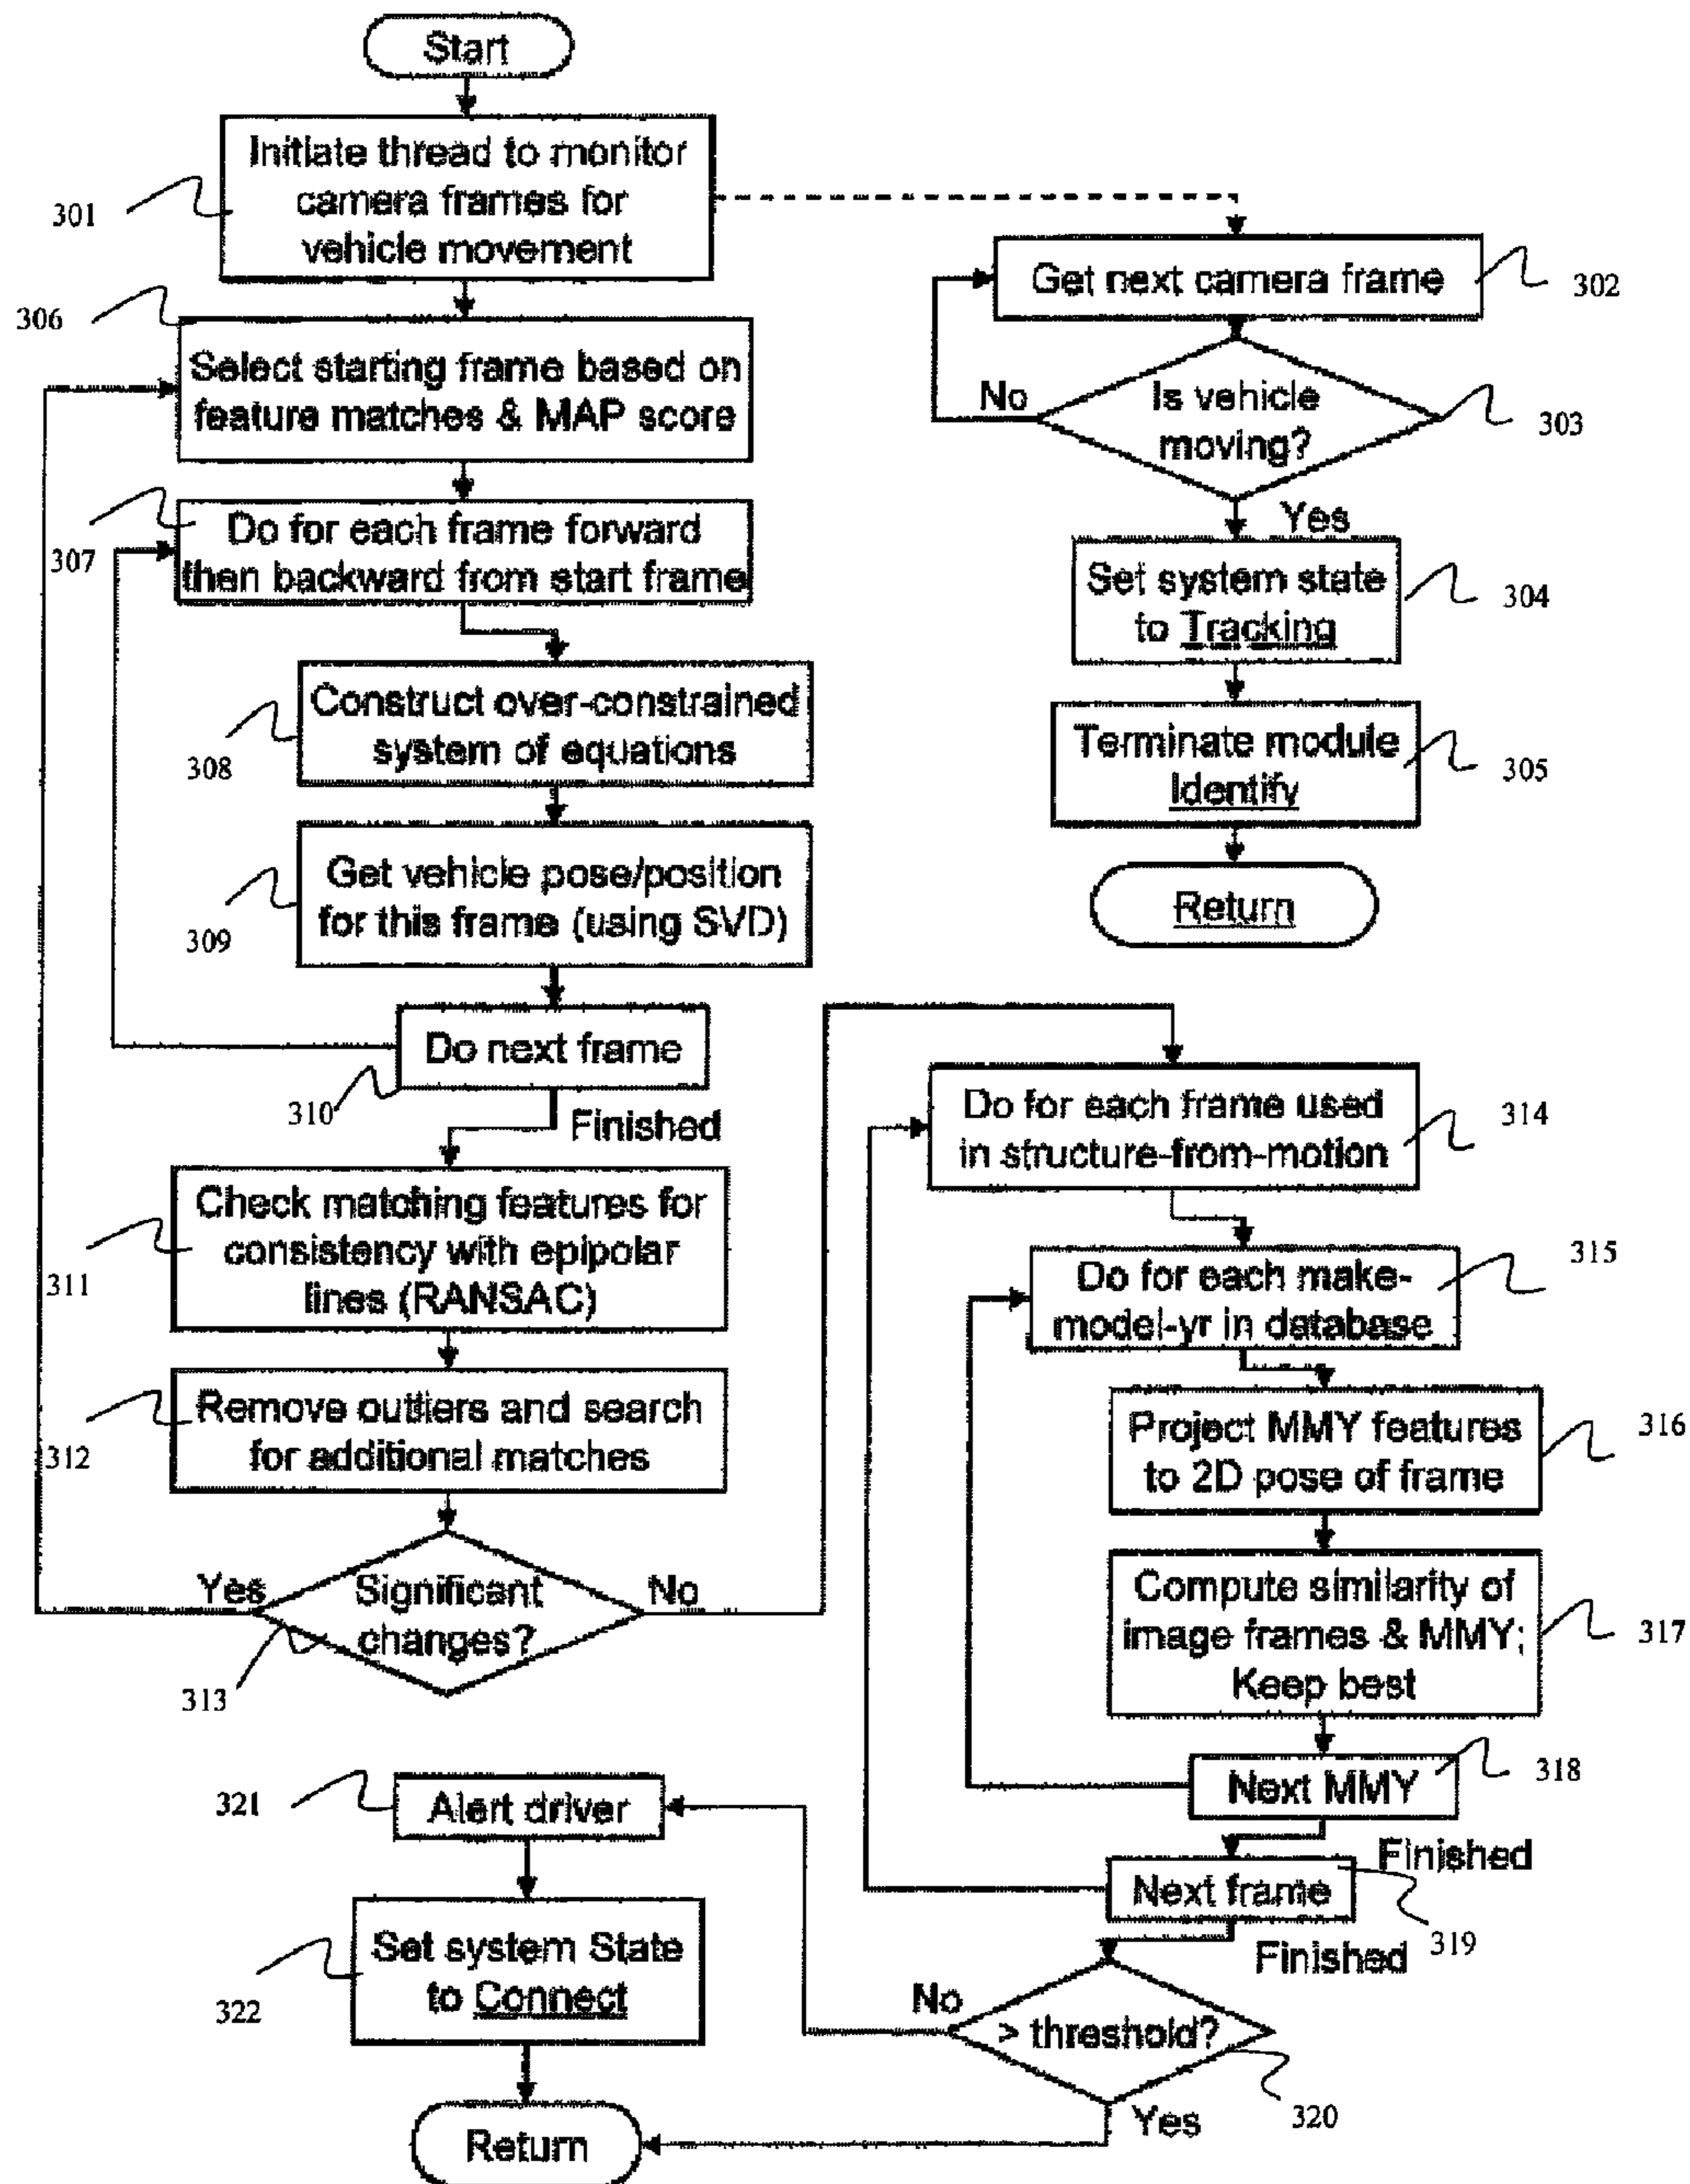 Start
Initiate thread to monitor
camera frames for
vehicle movement
301
306
Select starting frame based on
feature matches & MAP score
307
Do for each frame forward
then backward from start frame
308
Construct over-constrained
system of equations
309
Get vehicle pose/position
for this frame (using SVD)
Do next frame
310
Finished
311
Check matching features for
consistency with epipolar
lines (RANSAC)
312
Remove outliers and search
for additional matches
Yes
Significant
changes?
No
313
Get next camera frame
302
No
Is vehicle
moving?
303
Yes
Set system state
to Tracking
304
Terminate module
Identify
305
Return
Do for each frame used
in structure-from-motion
314
Do for each make-
model-yr in database
315
Project MMY features
to 2D pose of frame
316
Compute similarity of
image frames & MMY;
Keep best
317
Next MMY
318
Finished
Next frame
319
Finished
No
> threshold?
320
Yes
321
Alert driver
322
Set system State
to Connect
Return